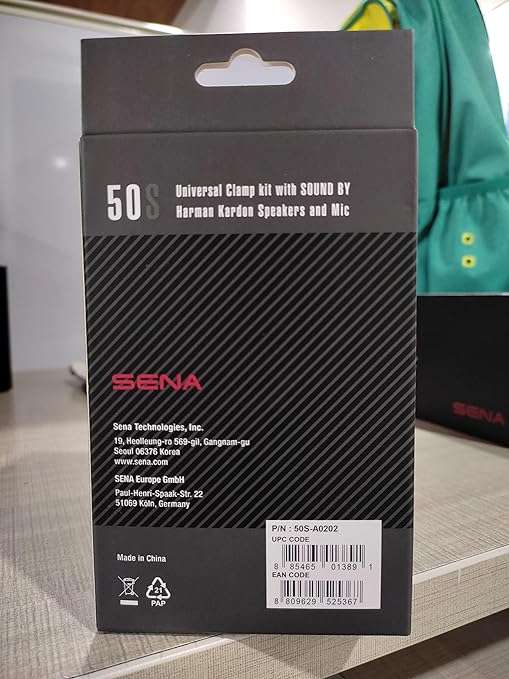 50S Universal Clamp kit with SOUND BY
Harman Kardon Speakers and Mic
SENA
Sena Technologies, Inc.
19, Heolleung-ro 569-gil, Gangnam-gu
Seoul 06376 Korea
www.sena.com
SENA Europe GmbH
Paul-Henri-Spaak-Str. 22
51069 Köln, Germany
P/N : 50S-A0202
UPC CODE
8 85465 01389 1
EAN CODE
8 809629 525367
Made in China
21
PAP
SENA